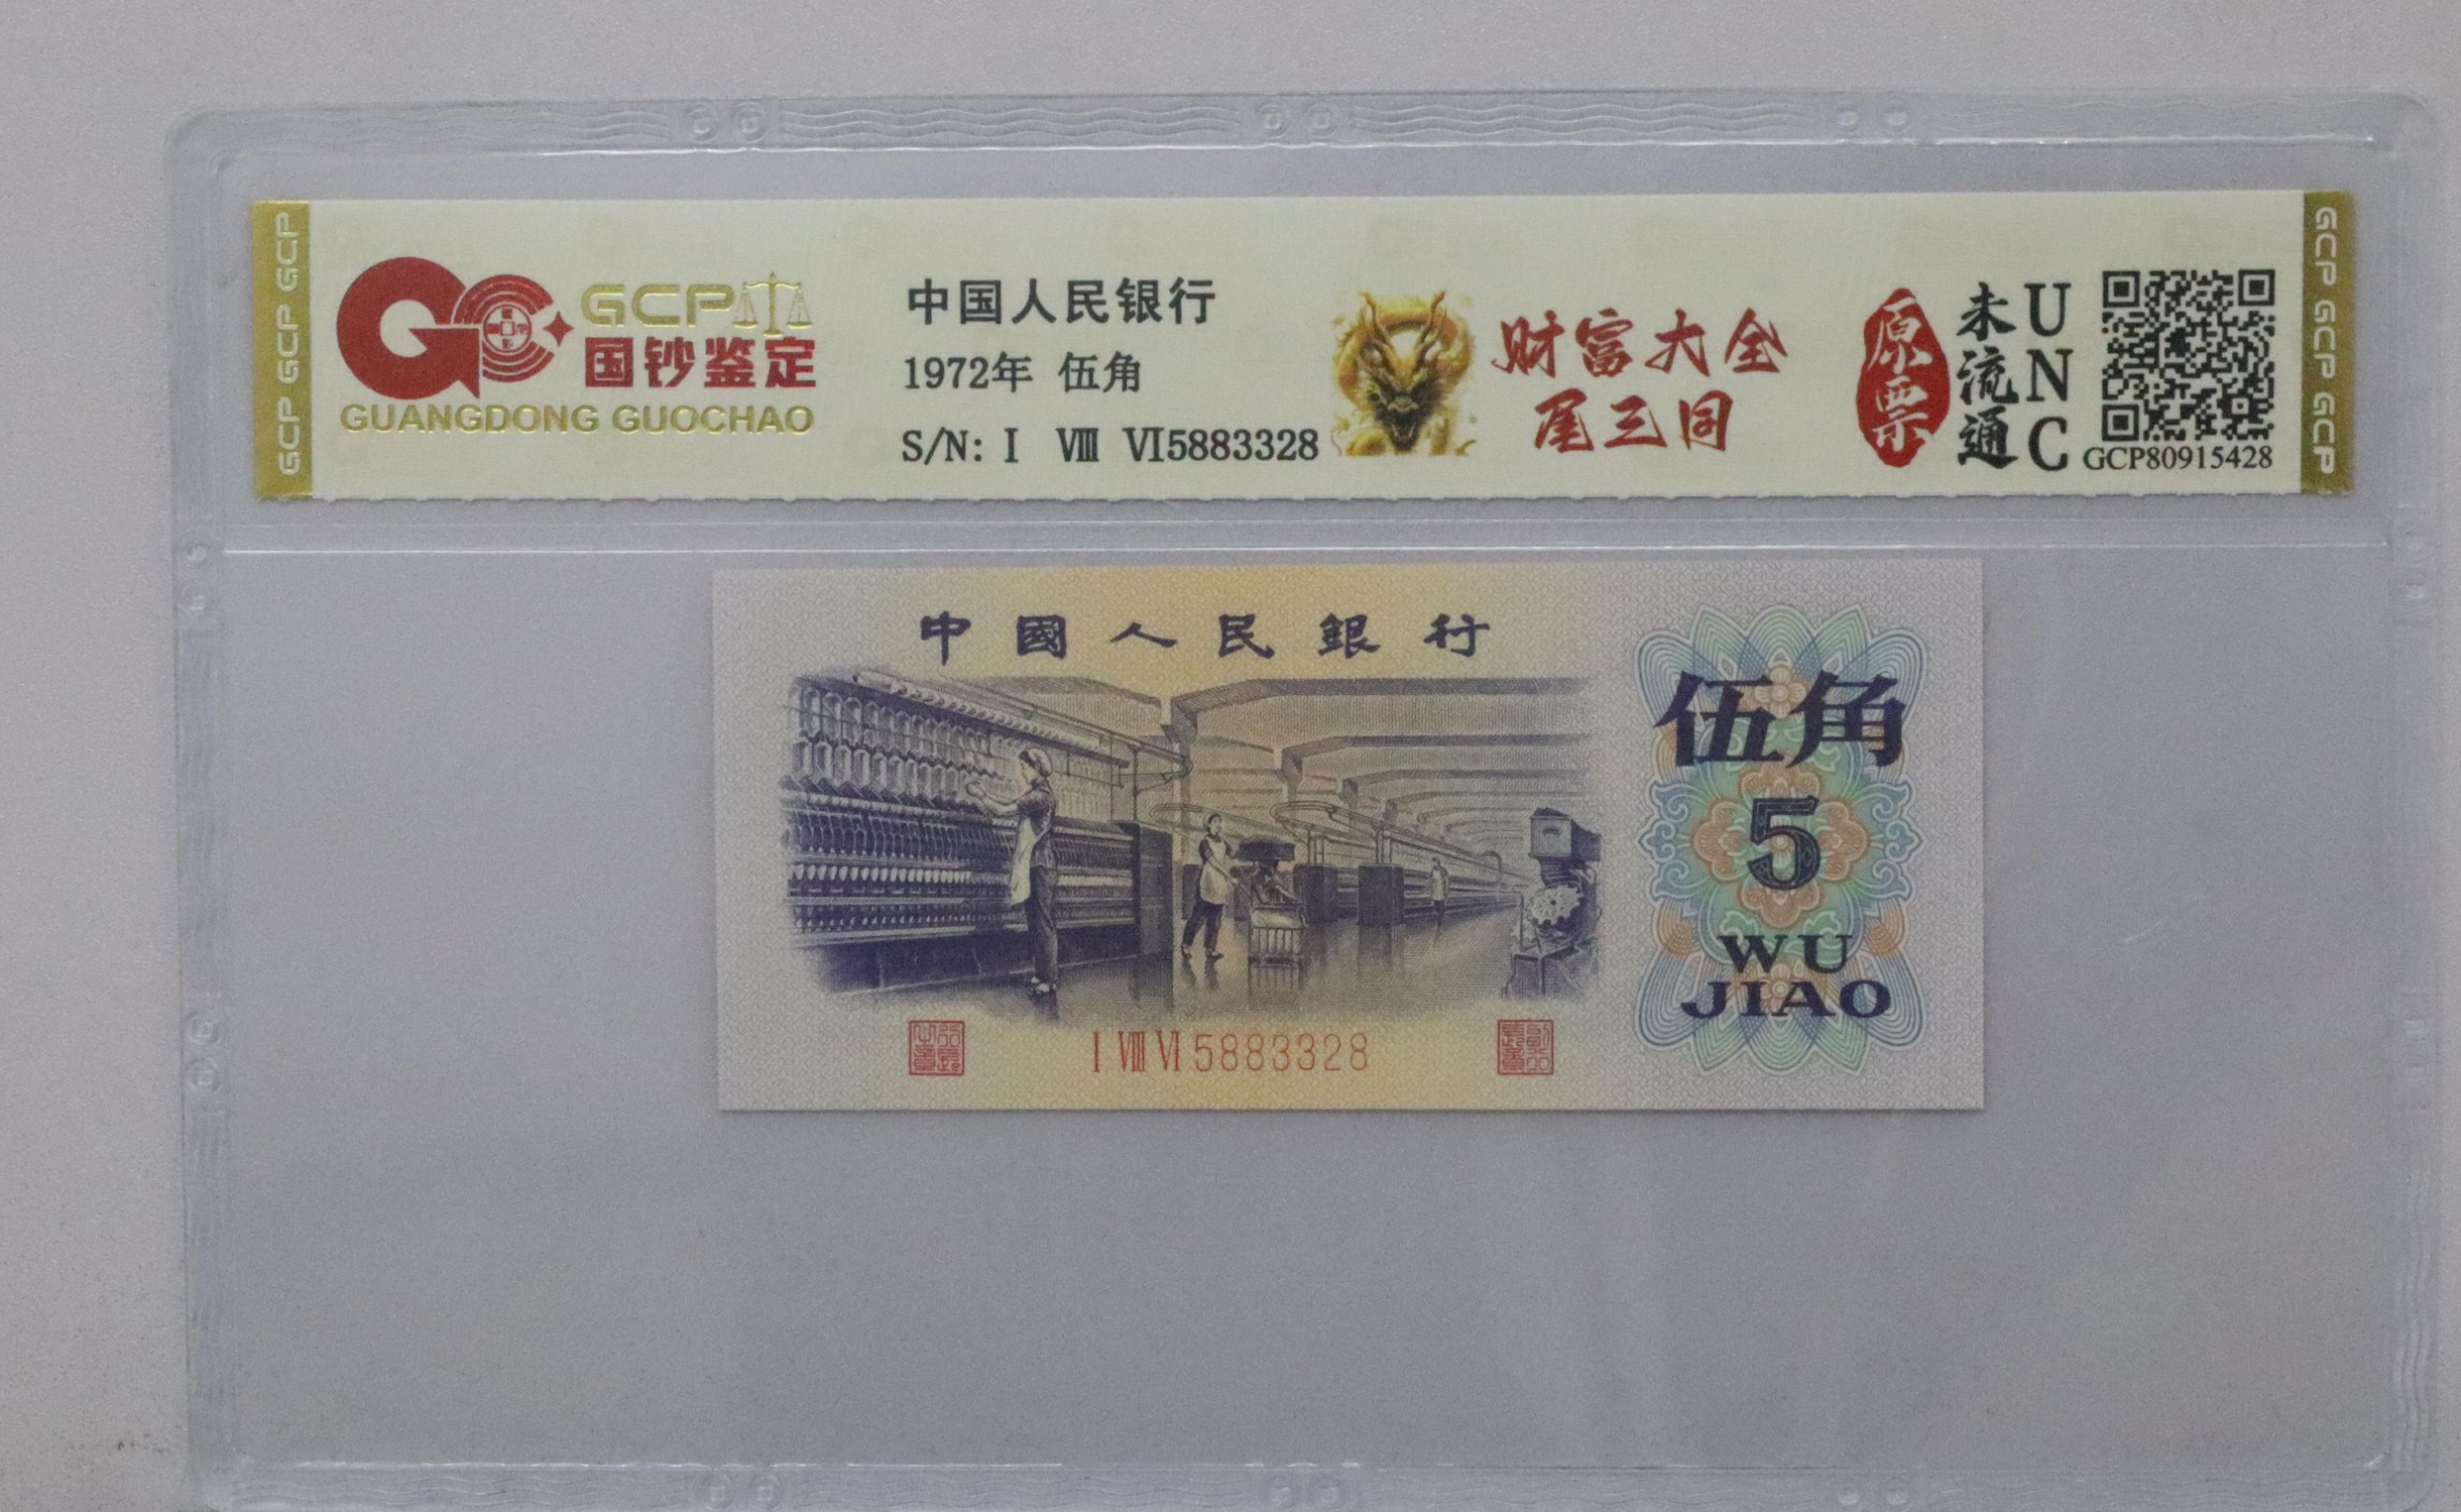 GCP GCP GCP
GCP
国钞鉴定
GUANGDONG GUOCHAO
中国人民银行
1972年 伍角
S/N: I Ⅷ Ⅵ5883328
财富大全
尾三同
原票
未流通
UNC
GCP80915428
GCP GCP GCP
中國人民銀行
伍角
5
WU
JIAO
I Ⅷ Ⅵ 5883328